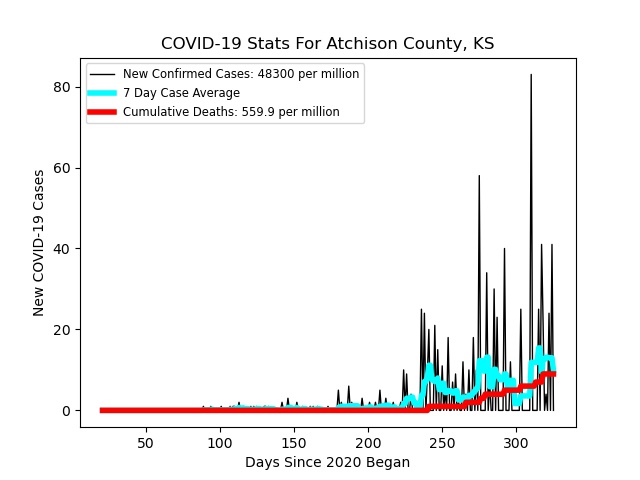 COVID-19 Stats For Atchison County, KS
New Confirmed Cases: 48300 per million
7 Day Case Average
Cumulative Deaths: 559.9 per million
New COVID-19 Cases
80
60
40
20
0
50 100 150 200 250 300
Days Since 2020 Began